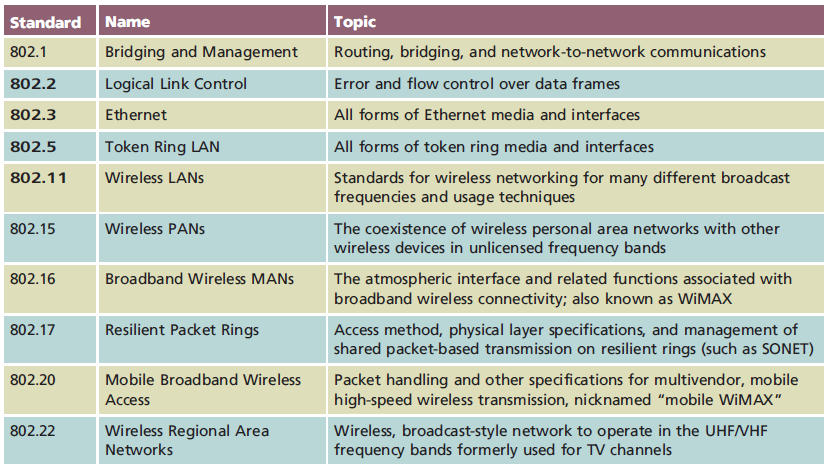 Standard Name Topic
802.1 Bridging and Management Routing, bridging, and network-to-network communications
802.2 Logical Link Control Error and flow control over data frames
802.3 Ethernet All forms of Ethernet media and interfaces
802.5 Token Ring LAN All forms of token ring media and interfaces
802.11 Wireless LANs Standards for wireless networking for many different broadcast
frequencies and usage techniques
802.15 Wireless PANs The coexistence of wireless personal area networks with other
wireless devices in unlicensed frequency bands
802.16 Broadband Wireless MANs The atmospheric interface and related functions associated with
broadband wireless connectivity; also known as WiMAX
802.17 Resilient Packet Rings Access method, physical layer specifications, and management of
shared packet-based transmission on resilient rings (such as SONET)
802.20 Mobile Broadband Wireless Packet handling and other specifications for multivendor, mobile
Access high-speed wireless transmission, nicknamed “mobile WiMAX”
802.22 Wireless Regional Area Wireless, broadcast-style network to operate in the UHF/VHF
Networks frequency bands formerly used for TV channels